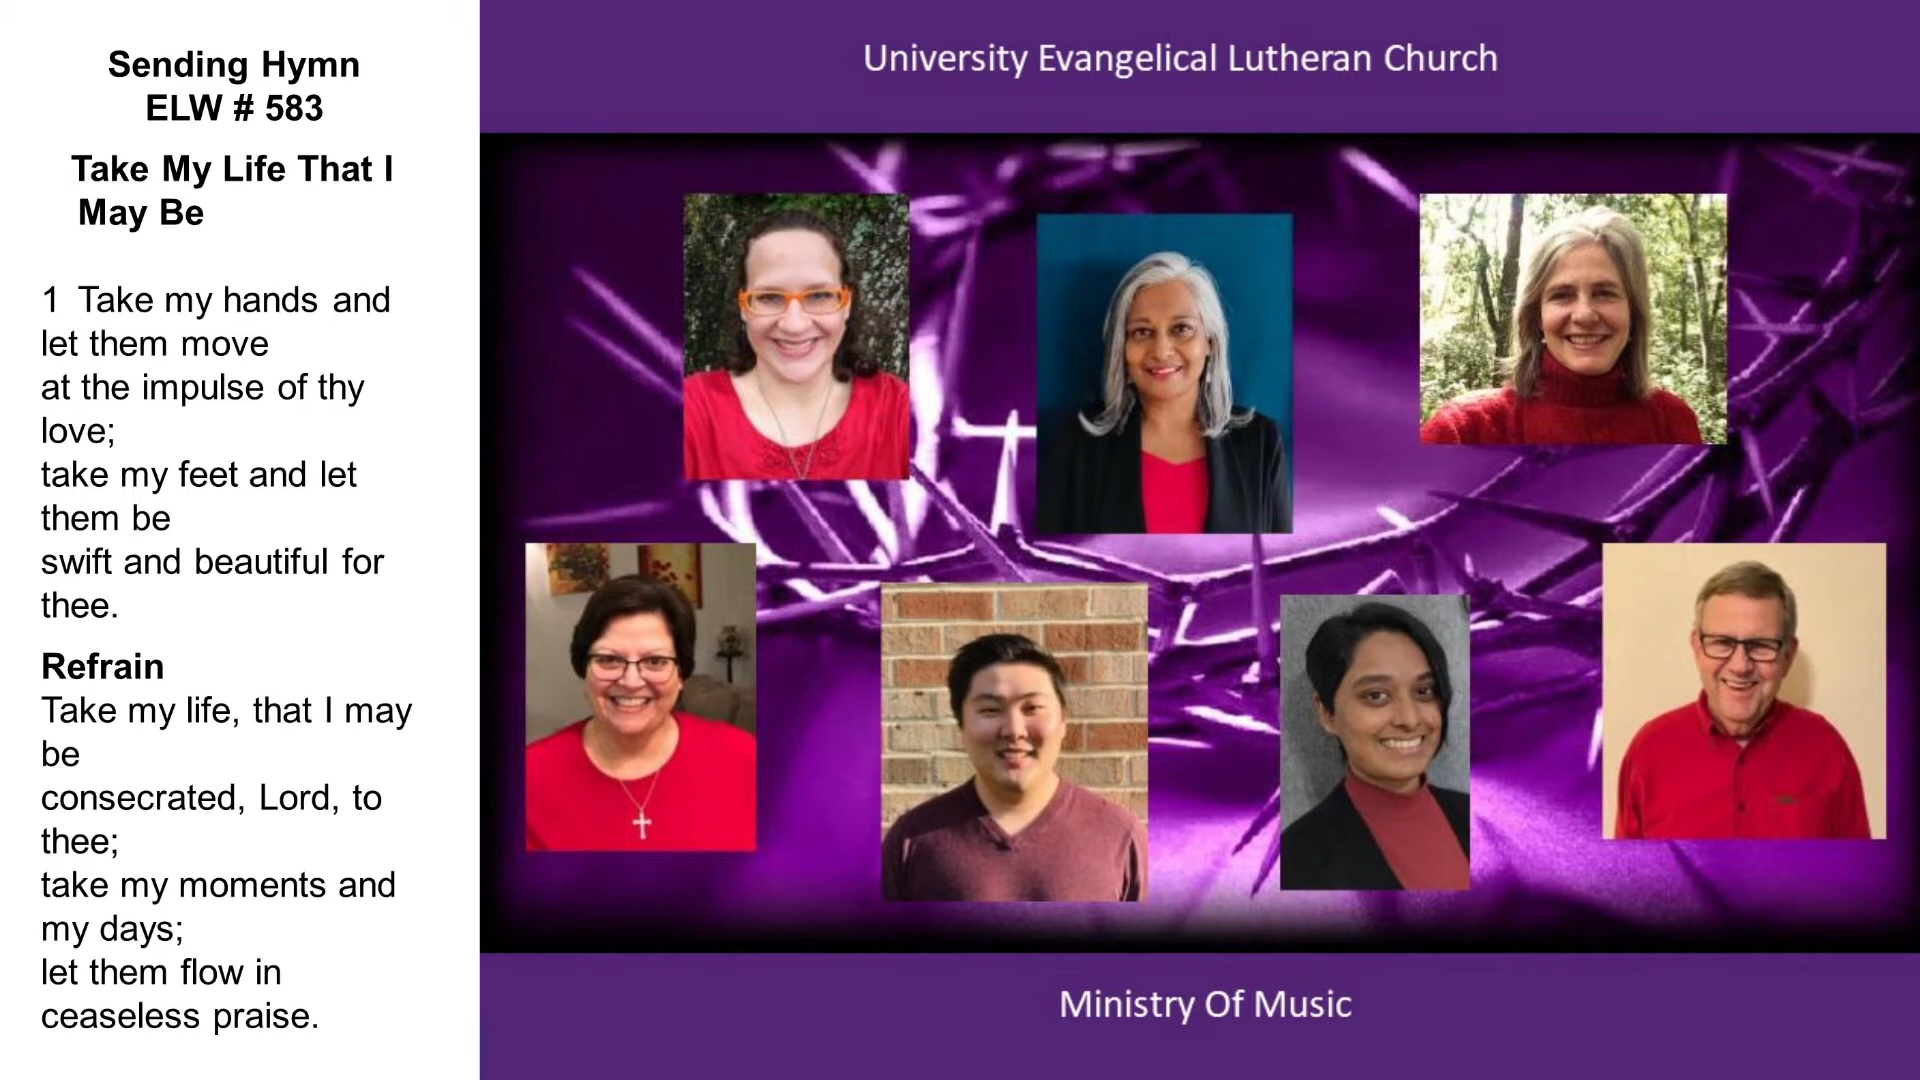 Sending Hymn
ELW # 583
Take My Life That I
May Be
1 Take my hands and
let them move
at the impulse of thy
love;
take my feet and let
them be
swift and beautiful for
thee.
Refrain
Take my life, that I may
be
consecrated, Lord, to
thee;
take my moments and
my days;
let them flow in
ceaseless praise.
University Evangelical Lutheran Church
Ministry Of Music